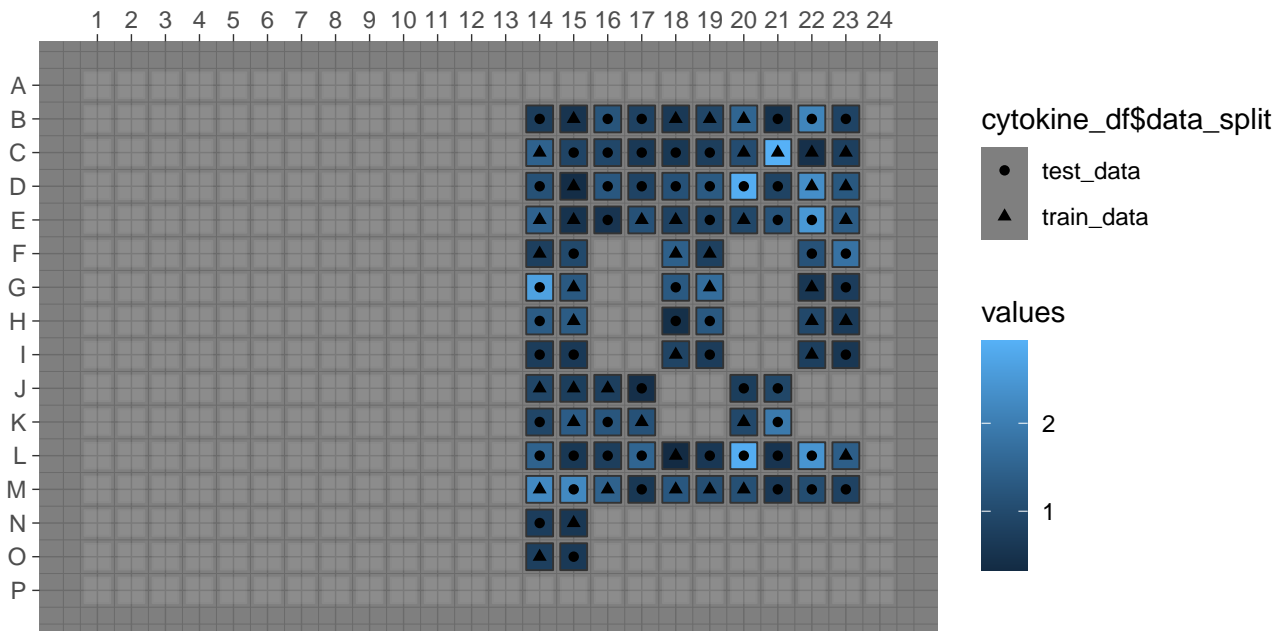 1 2 3 4 5 6 7 8 9 10 11 12 13 14 15 16 17 18 19 20 21 22 23 24
A
B
C
D
E
F
G
H
I
J
K
L
M
N
O
P
cytokine_df$data_split
test_data
train_data
values
2
1